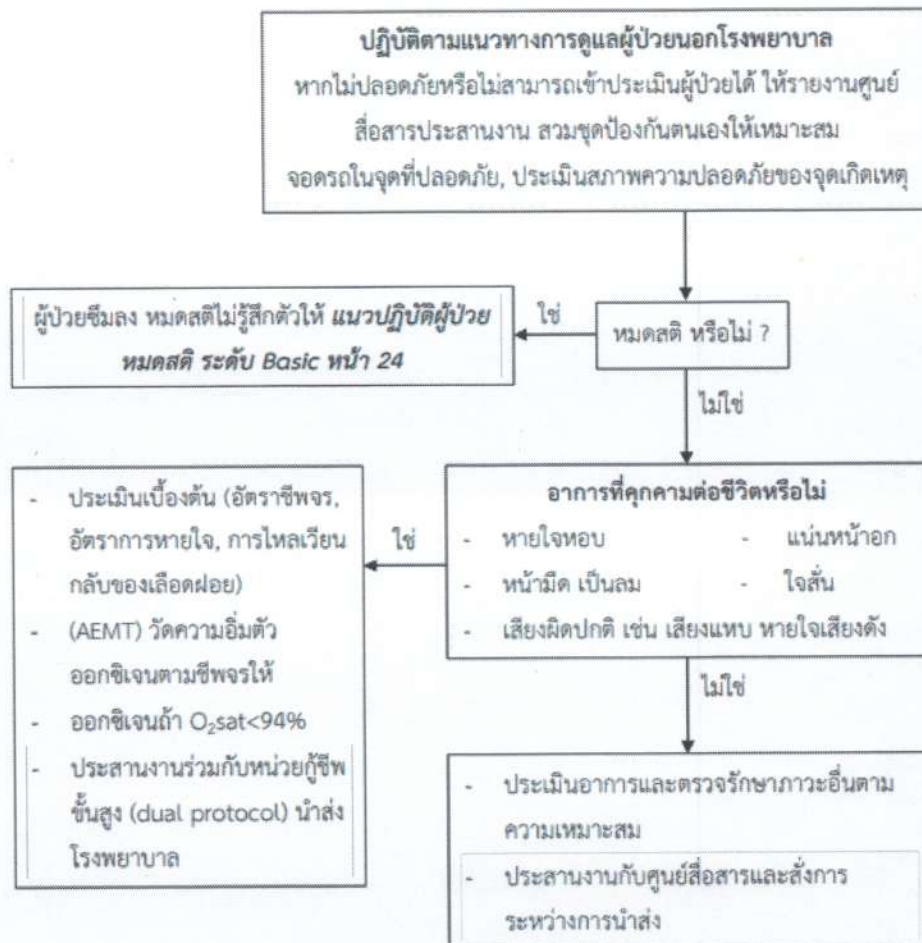 ปฏิบัติตามแนวทางการดูแลผู้ป่วยนอกโรงพยาบาล
หากไม่ปลอดภัยหรือไม่สามารถเข้าประเมินผู้ป่วยได้ ให้รายงานศูนย์
สื่อสารประสานงาน สวมชุดป้องกันตนเองให้เหมาะสม
จอดรถในจุดที่ปลอดภัย, ประเมินสภาพความปลอดภัยของจุดเกิดเหตุ
หมดสติ หรือไม่ ?
ใช่
ผู้ป่วยซึมลง หมดสติไม่รู้สึกตัวให้ แนวปฏิบัติผู้ป่วย
หมดสติ ระดับ Basic หน้า 24
ไม่ใช่
อาการที่คุกคามต่อชีวิตหรือไม่
- หายใจหอบ - แน่นหน้าอก
- หน้ามืด เป็นลม - ใจสั่น
- เสียงผิดปกติ เช่น เสียงแหบ หายใจเสียงดัง
ใช่
- ประเมินเบื้องต้น (อัตราชีพจร,
อัตราการหายใจ, การไหลเวียน
กลับของเลือดฝอย)
- (AEMT) วัดความอิ่มตัว
ออกซิเจนตามชีพจรให้
- ออกซิเจนถ้า O₂sat<94%
- ประสานงานร่วมกับหน่วยกู้ชีพ
ขั้นสูง (dual protocol) นำส่ง
โรงพยาบาล
ไม่ใช่
- ประเมินอาการและตรวจรักษาภาวะอื่นตาม
ความเหมาะสม
- ประสานงานกับศูนย์สื่อสารและสั่งการ
ระหว่างการนำส่ง